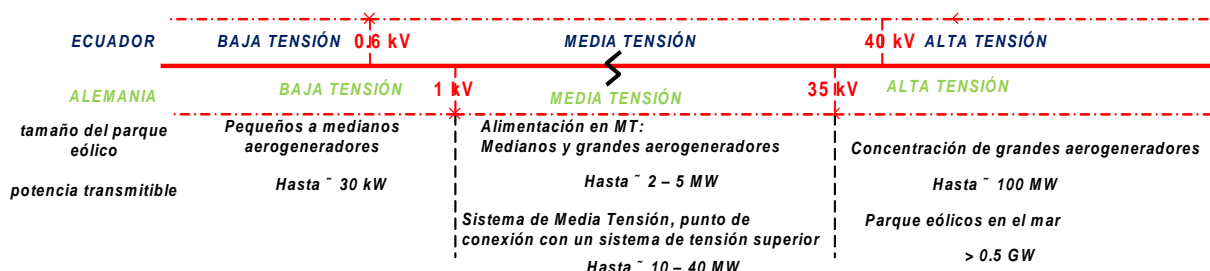 ECUADOR BAJA TENSIÓN 0.6 kV MEDIA TENSIÓN 40 kV ALTA TENSIÓN
ALEMANIA BAJA TENSIÓN 1 kV MEDIA TENSIÓN 35 kV ALTA TENSIÓN
tamaño del parque
eólico
potencia transmitible
Pequeños a medianos
aerogeneradores
Hasta ~ 30 kW
Alimentación en MT:
Medianos y grandes aerogeneradores
Hasta ~ 2 – 5 MW
Sistema de Media Tensión, punto de
conexión con un sistema de tensión superior
Hasta ~ 10 – 40 MW
Concentración de grandes aerogeneradores
Hasta ~ 100 MW
Parque eólicos en el mar
> 0.5 GW